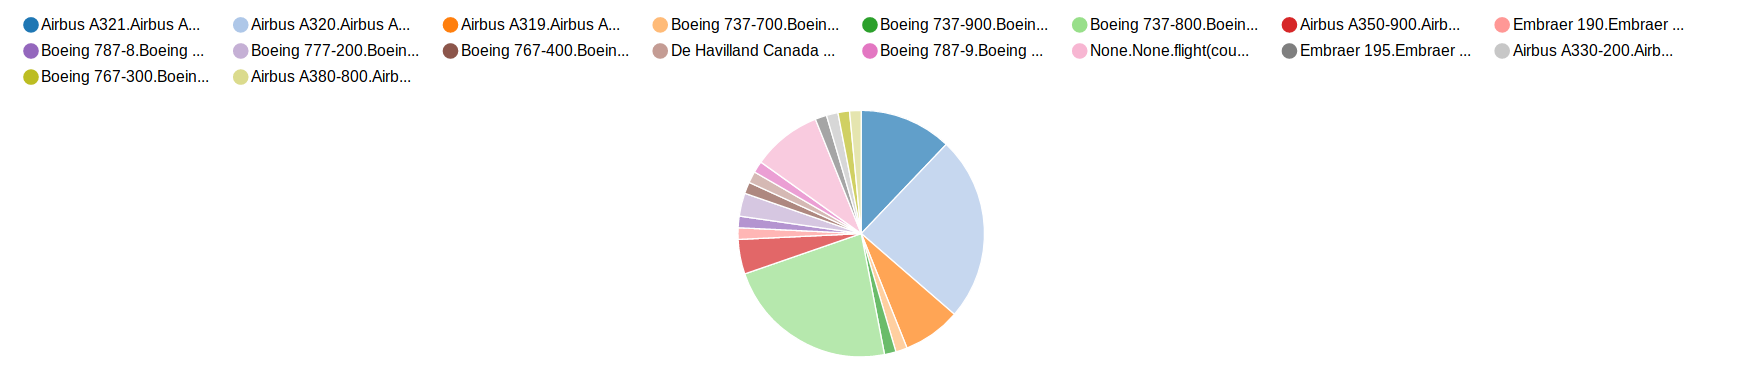 Airbus A321.Airbus A... Airbus A320.Airbus A... Airbus A319.Airbus A... Boeing 737-700.Boein... Boeing 737-900.Boein... Boeing 737-800.Boein... Airbus A350-900.Airb... Embraer 190.Embraer ...
Boeing 787-8.Boeing ... Boeing 777-200.Boein... Boeing 767-400.Boein... De Havilland Canada ... Boeing 787-9.Boeing ... None.None.flight(cou... Embraer 195.Embraer ... Airbus A330-200.Airb...
Boeing 767-300.Boein... Airbus A380-800.Airb...